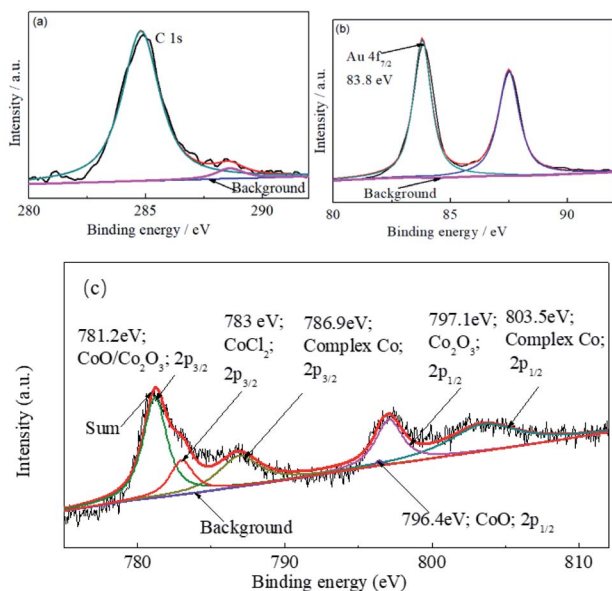 (a)
C 1s
Background
Intensity / a.u.
280 285 290
Binding energy / eV
(b)
Au 4f7/2
83.8 eV
Background
Intensity / a.u.
80 85 90
Binding energy / eV
(c)
781.2eV;
CoO/Co2O3; 2p3/2
783 eV;
CoCl2;
2p3/2
786.9eV;
Complex Co;
2p3/2
797.1eV;
Co2O3;
2p1/2
803.5eV;
Complex Co;
2p1/2
Sum
Background
796.4eV; CoO; 2p1/2
Intensity (a.u.)
780 790 800 810
Binding energy (eV)